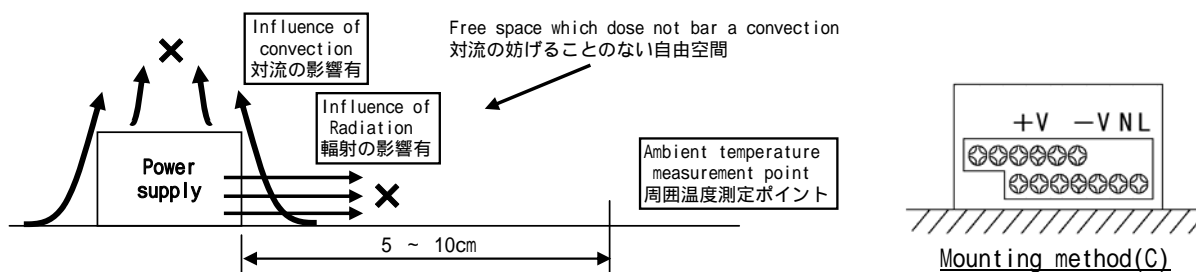 Influence of
convection
対流の影響有
Free space which dose not bar a convection
対流の妨げることのない自由空間
Influence of
Radiation
輻射の影響有
Power
supply
Ambient temperature
measurement point
周囲温度測定ポイント
5 ~ 10cm
+V -V N L
Mounting method(C)